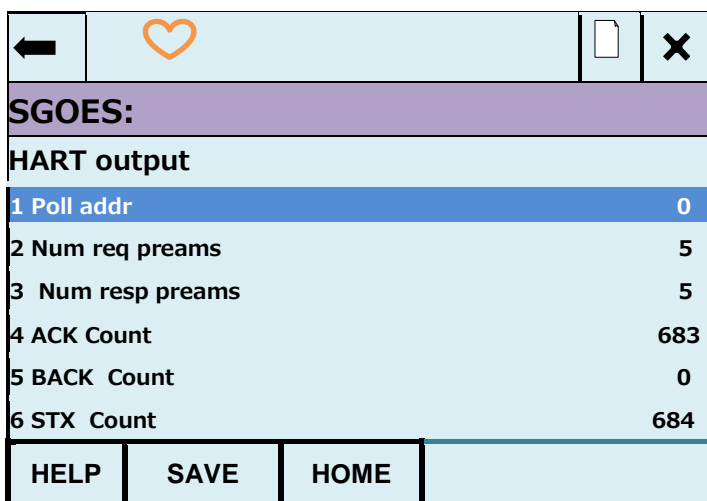 SGOES:
HART output
1 Poll addr 0
2 Num req preams 5
3 Num resp preams 5
4 ACK Count 683
5 BACK Count 0
6 STX Count 684
HELP SAVE HOME